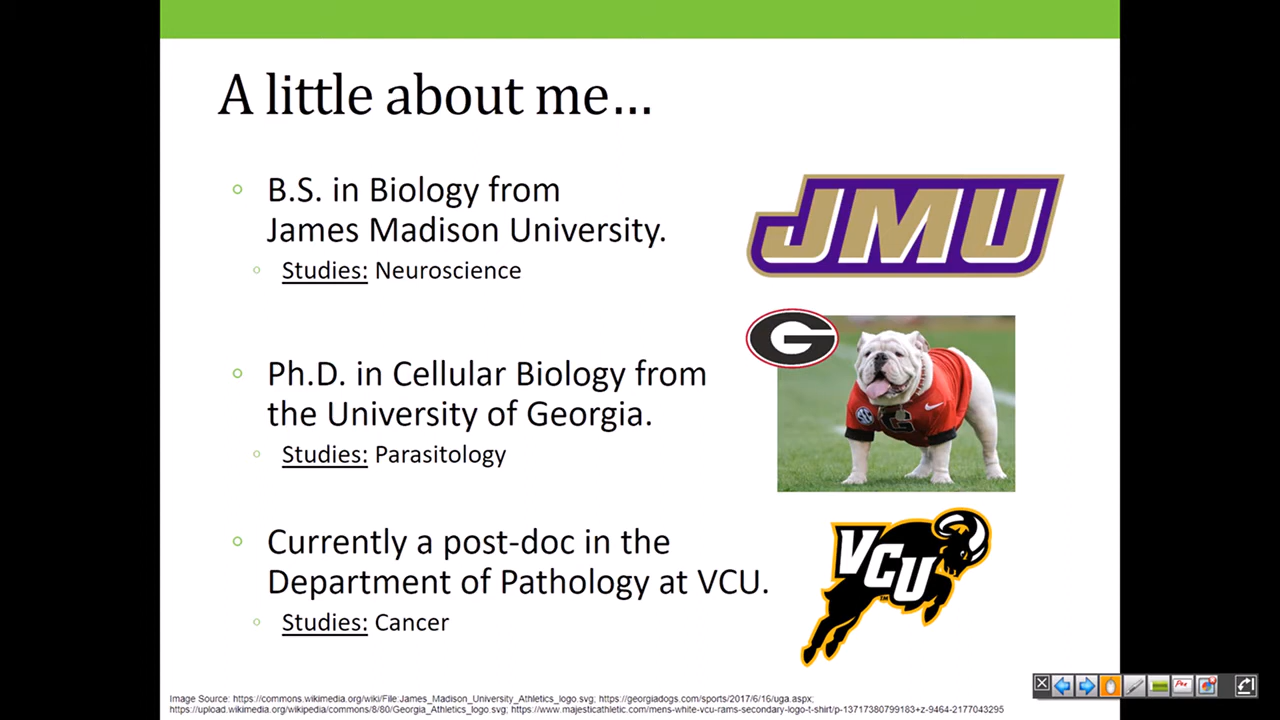 A little about me…
B.S. in Biology from
James Madison University.
Studies: Neuroscience
JMU
Ph.D. in Cellular Biology from
the University of Georgia.
Studies: Parasitology
G
G
Currently a post-doc in the
Department of Pathology at VCU.
Studies: Cancer
VCU
Image Source: https://commons.wikimedia.org/wiki/File:James_Madison_University_Athletics_logo.svg; https://georgiadogs.com/sports/2017/6/16/uga.aspx;
https://upload.wikipedia/commons/8/80/Georgia_Athletics_logo.svg; https://www.majesticathletic.com/mens-white-vcu-rams-secondary-logo-t-shirt/p-13717380799183+z-9464-2177043295